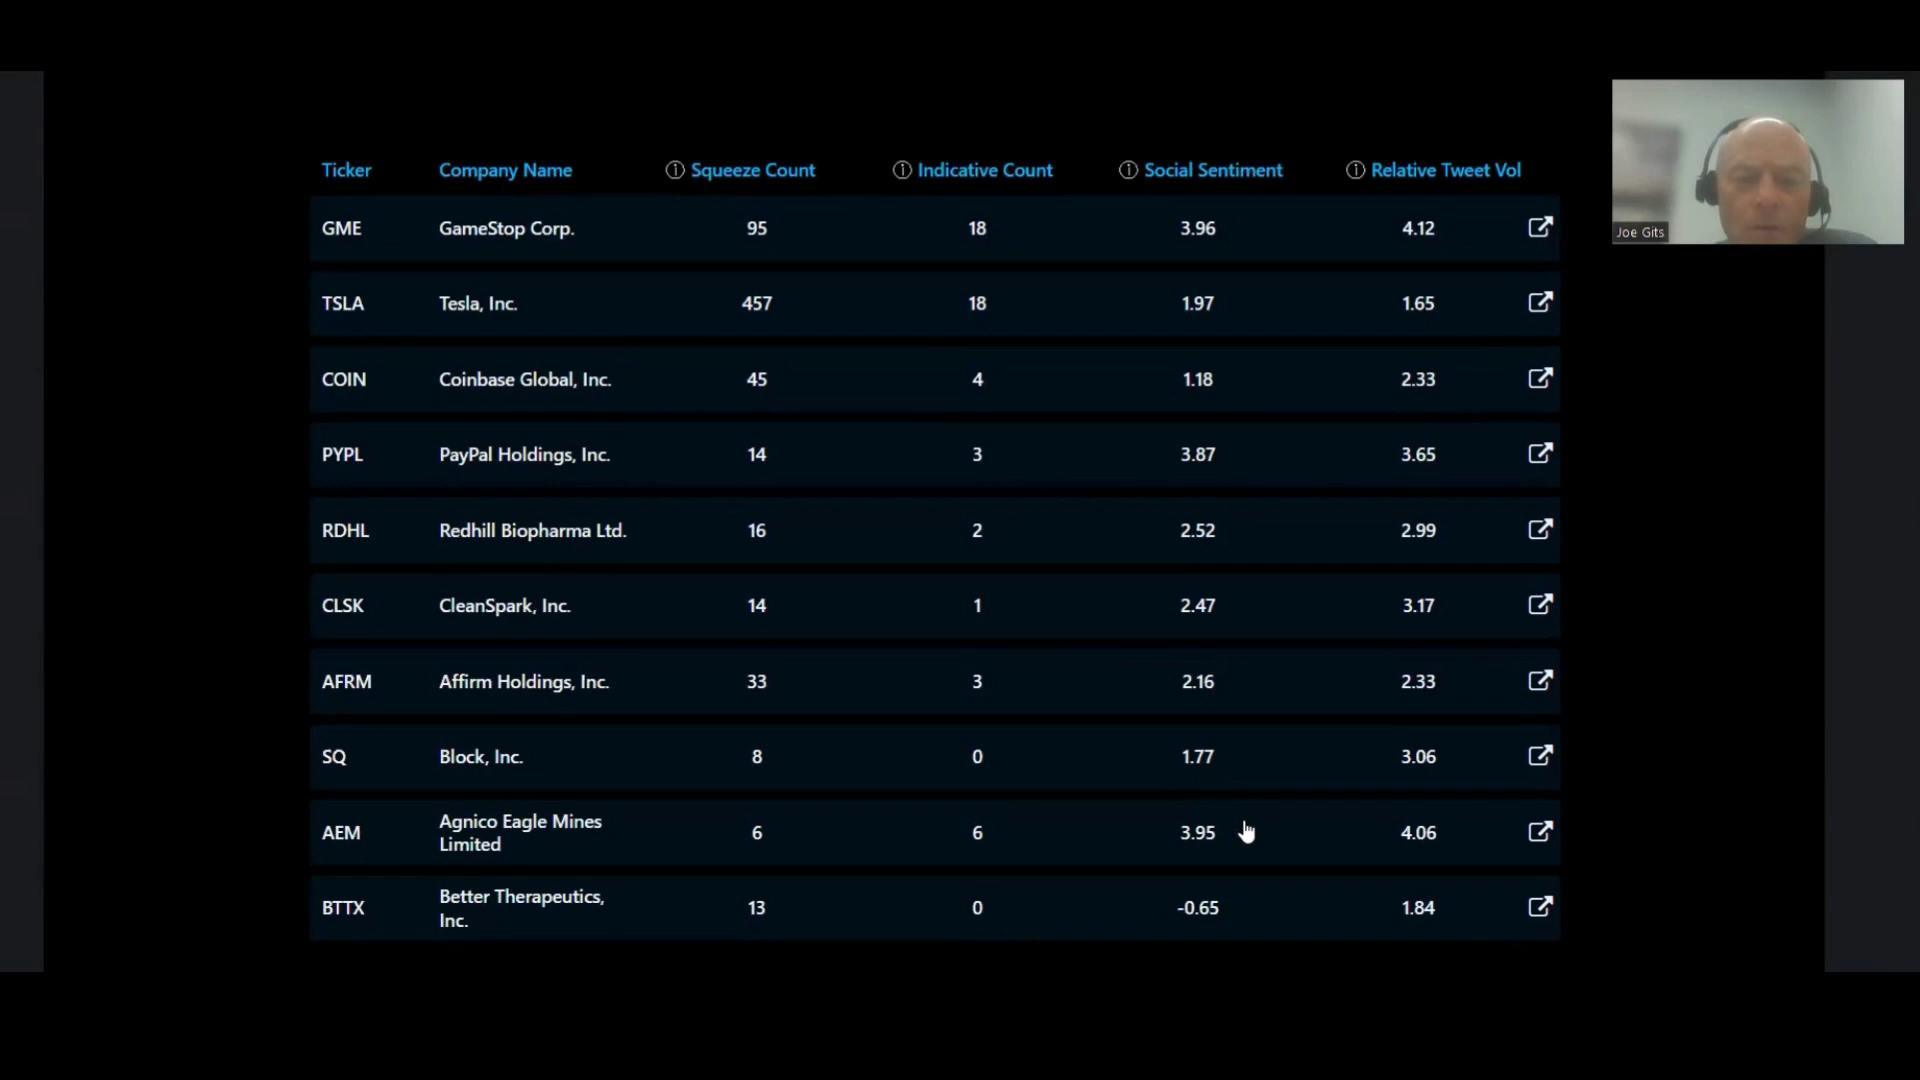 Ticker Company Name Squeeze Count Indicative Count Social Sentiment Relative Tweet Vol
GME GameStop Corp. 95 18 3.96 4.12
TSLA Tesla, Inc. 457 18 1.97 1.65
COIN Coinbase Global, Inc. 45 4 1.18 2.33
PYPL PayPal Holdings, Inc. 14 3 3.87 3.65
RDHL Redhill Biopharma Ltd. 16 2 2.52 2.99
CLSK CleanSpark, Inc. 14 1 2.47 3.17
AFRM Affirm Holdings, Inc. 33 3 2.16 2.33
SQ Block, Inc. 8 0 1.77 3.06
AEM Agnico Eagle Mines
Limited 6 6 3.95 4.06
BTTX Better Therapeutics,
Inc. 13 0 -0.65 1.84
Joe Gits